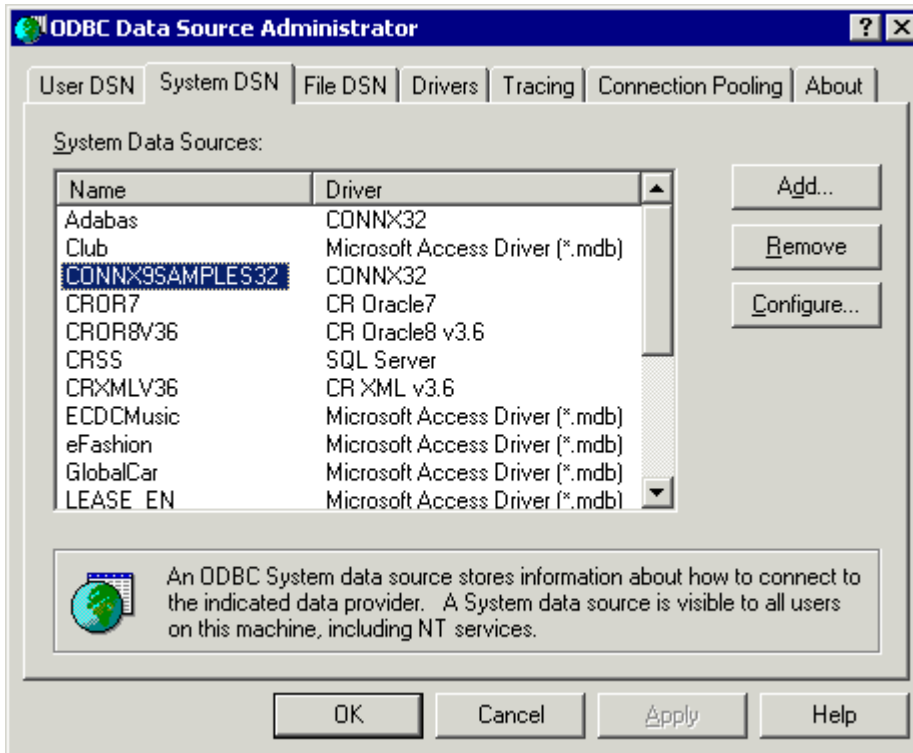 ODBC Data Source Administrator
User DSN System DSN File DSN Drivers Tracing Connection Pooling About
System Data Sources:
Name Driver
Adabas CONNX32
Club Microsoft Access Driver (*.mdb)
CONNX9SAMPLES32 CONNX32
CROR7 CR Oracle7
CROR8V36 CR Oracle8 v3.6
CRSS SQL Server
CRXMLV36 CR XML v3.6
ECDCMusic Microsoft Access Driver (*.mdb)
eFashion Microsoft Access Driver (*.mdb)
GlobalCar Microsoft Access Driver (*.mdb)
LEASE_EN Microsoft Access Driver (*.mdb)
Add...
Remove
Configure...
An ODBC System data source stores information about how to connect to
the indicated data provider. A System data source is visible to all users
on this machine, including NT services.
OK Cancel Apply Help